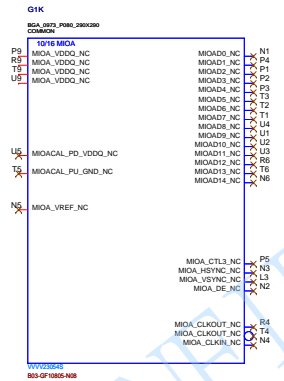 G1K
BGA_0973_P080_290X290
COMMON
10/16 MIOA
P9 MIOA_VDDQ_NC
R9 MIOA_VDDQ_NC
T9 MIOA_VDDQ_NC
U9 MIOA_VDDQ_NC
U5 MIOACAL_PD_VDDQ_NC
T5 MIOACAL_PU_GND_NC
N5 MIOA_VREF_NC
MIOAD0_NC N1
MIOAD1_NC P4
MIOAD2_NC P1
MIOAD3_NC P2
MIOAD4_NC P3
MIOAD5_NC T3
MIOAD6_NC T2
MIOAD7_NC T1
MIOAD8_NC U4
MIOAD9_NC U1
MIOAD10_NC U2
MIOAD11_NC U3
MIOAD12_NC R6
MIOAD13_NC T6
MIOAD14_NC N6
MIOA_CTL3_NC P5
MIOA_HSYNC_NC N3
MIOA_VSYNC_NC L3
MIOA_DE_NC N2
MIOA_CLKOUT_NC R4
MIOA_CLKOUT_NC T4
MIOA_CLKIN_NC N4
B03-GF10805-N08